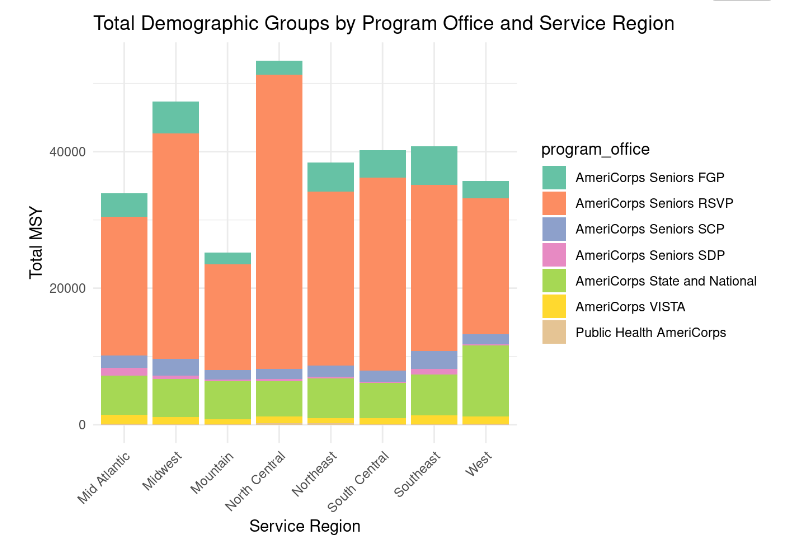 Total Demographic Groups by Program Office and Service Region
Total MSY
40000
20000
0
Mid Atlantic
Midwest
Mountain
North Central
Northeast
South Central
Southeast
West
Service Region
program_office
AmeriCorps Seniors FGP
AmeriCorps Seniors RSVP
AmeriCorps Seniors SCP
AmeriCorps Seniors SDP
AmeriCorps State and National
AmeriCorps VISTA
Public Health AmeriCorps